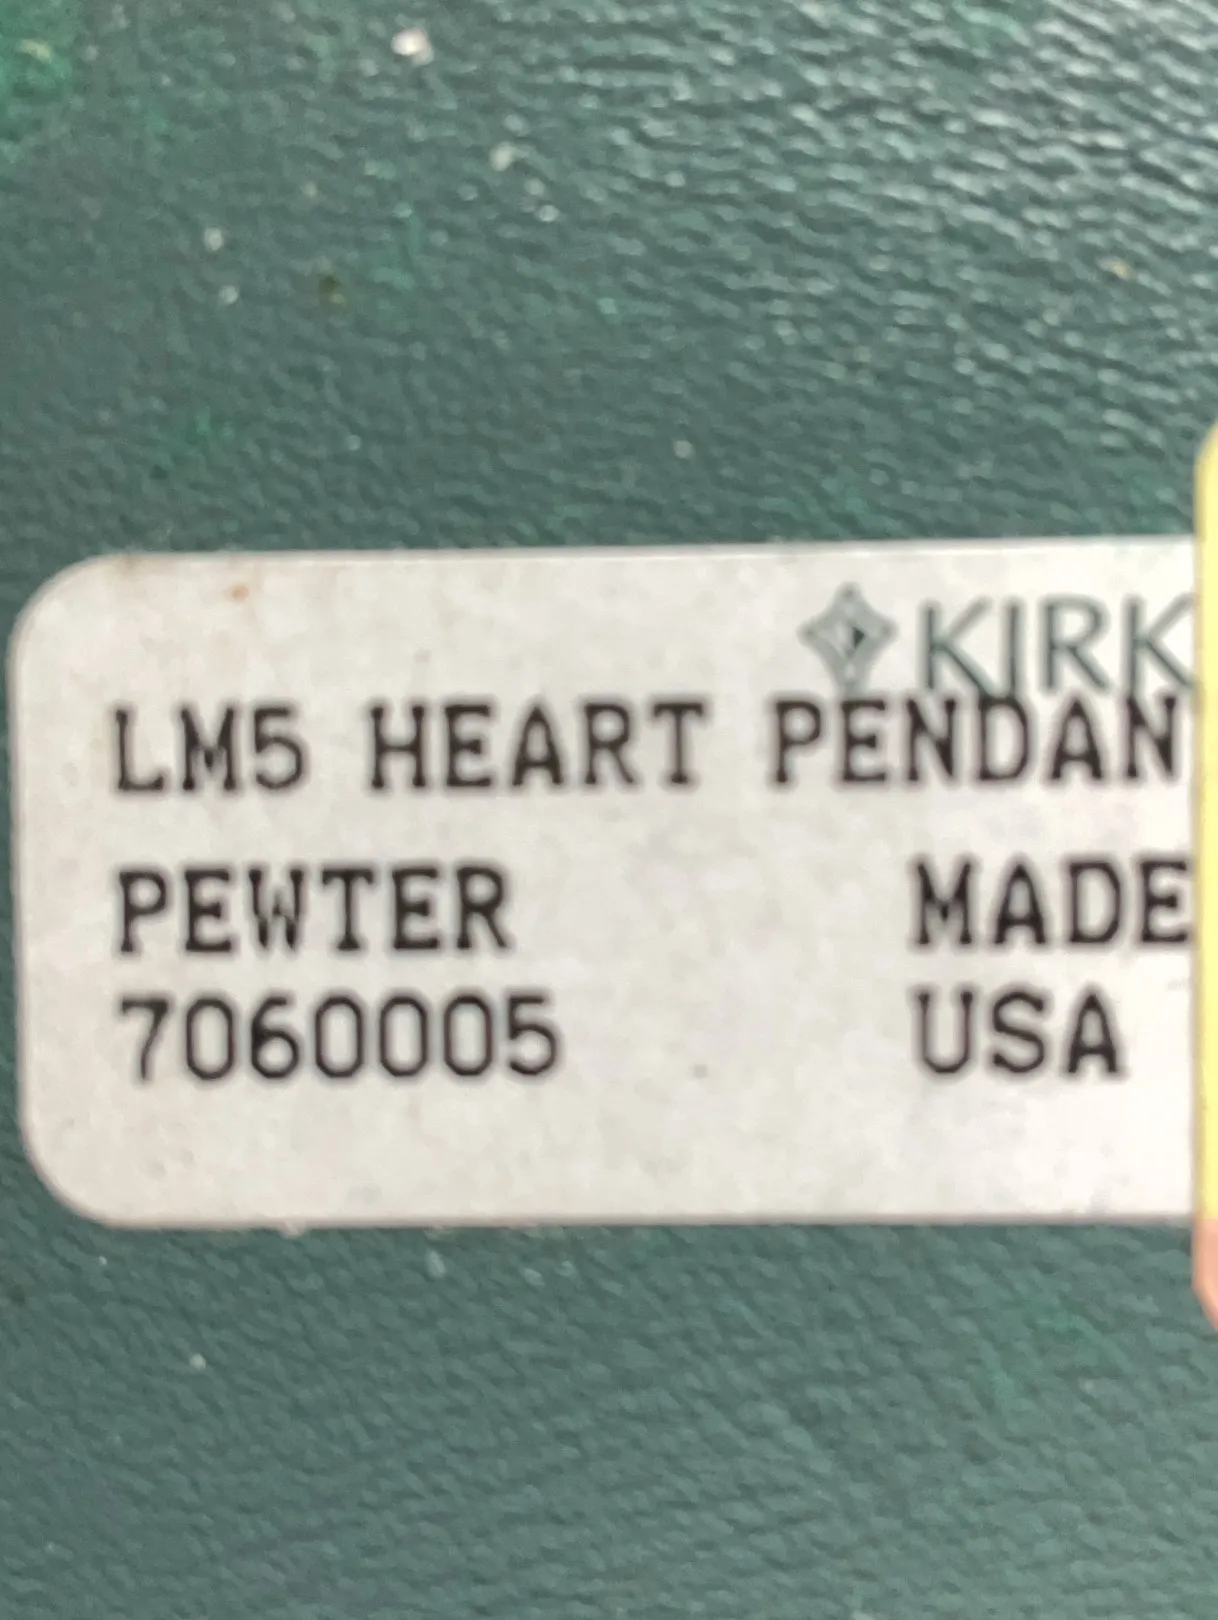 KIRK
LM5 HEART PENDAN
PEWTER MADE
7060005 USA